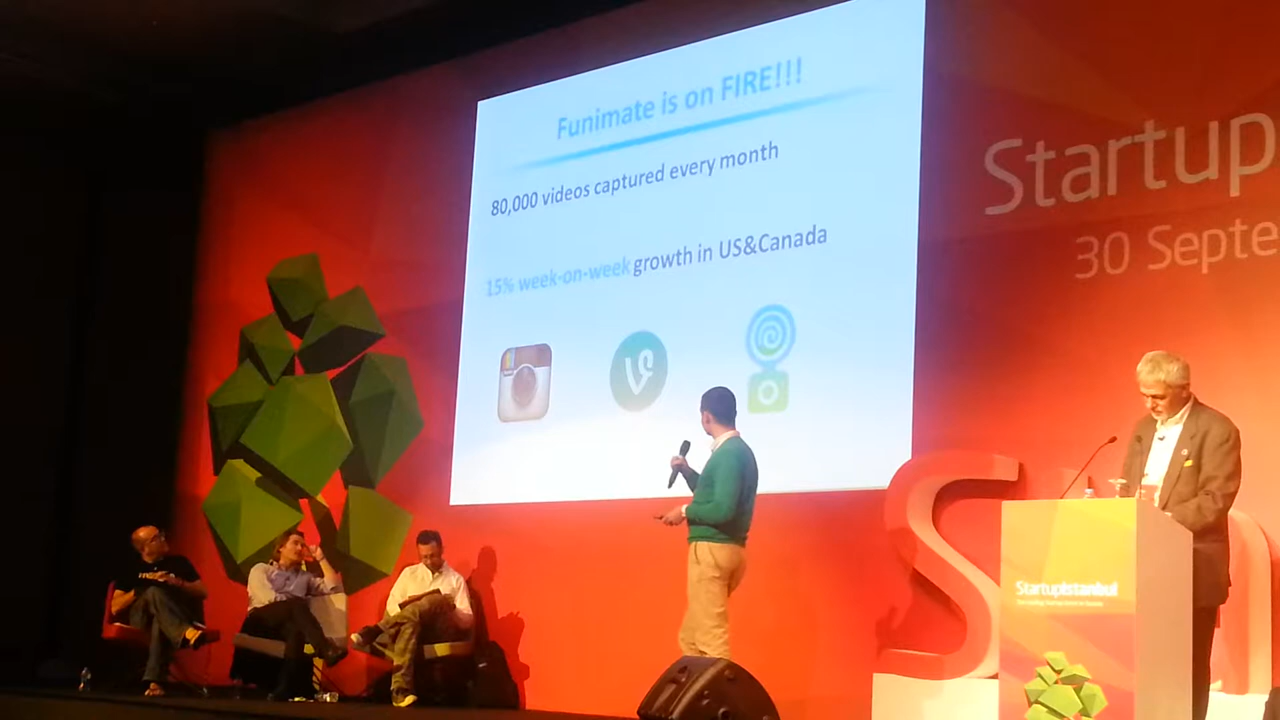 Funimate is on FIRE!!!
80,000 videos captured every month
15% week-on-week growth in US&Canada
Startup
30 Septe
StartupIstanbul